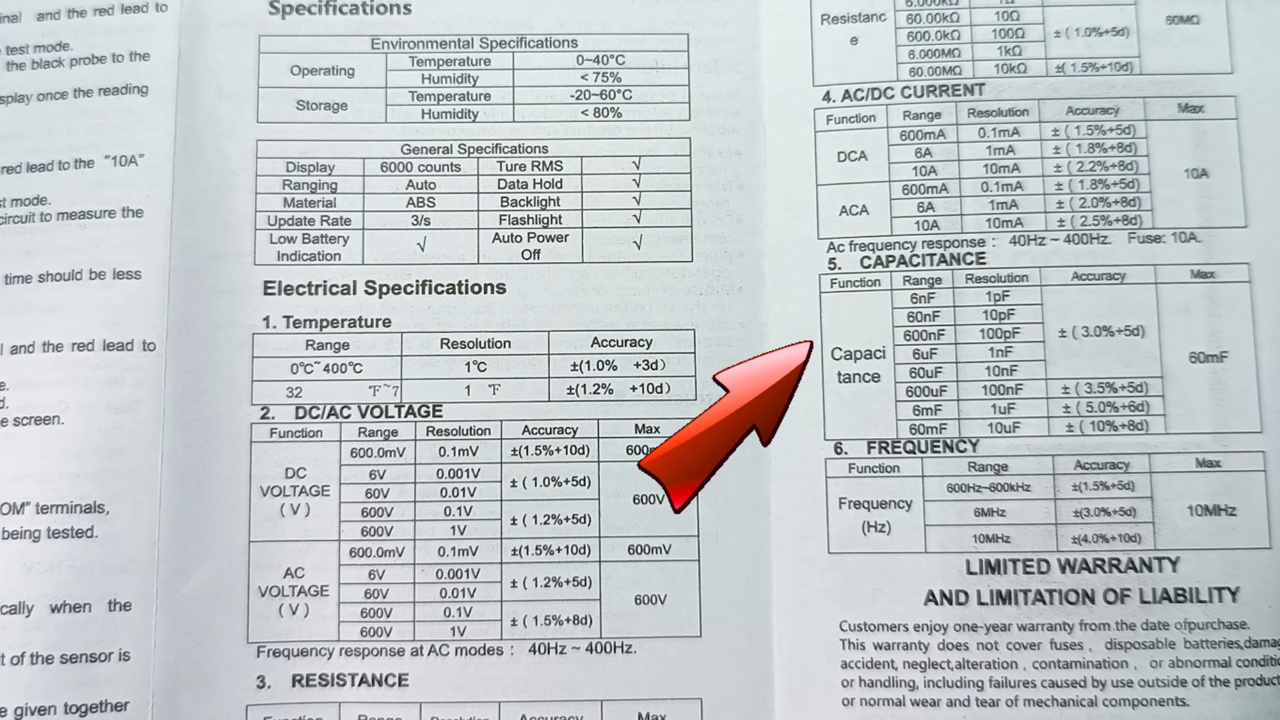 inal and the red lead to
test mode.
the black probe to the
splay once the reading
red lead to the "10A"
st mode.
circuit to measure the
time should be less
l and the red lead to
e.
d.
e screen.
OM" terminals,
being tested.
cally when the
t of the sensor is
e given together
Specifications
Environmental Specifications
Operating Temperature 0~40°C
Humidity < 75%
Storage Temperature -20~60°C
Humidity < 80%
General Specifications
Display 6000 counts Ture RMS √
Ranging Auto Data Hold √
Material ABS Backlight √
Update Rate 3/s Flashlight √
Low Battery Indication √ Auto Power Off √
Electrical Specifications
1. Temperature
Range Resolution Accuracy
0℃~400℃ 1℃ ±(1.0% +3d)
32 ℉~7 1 ℉ ±(1.2% +10d)
2. DC/AC VOLTAGE
Function Range Resolution Accuracy Max
DC VOLTAGE (V) 600.0mV 0.1mV ±(1.5%+10d) 600m
6V 0.001V ± ( 1.0%+5d) 600V
60V 0.01V
600V 0.1V ± ( 1.2%+5d)
600V 1V
AC VOLTAGE (V) 600.0mV 0.1mV ±(1.5%+10d) 600mV
6V 0.001V ± ( 1.2%+5d) 600V
60V 0.01V
600V 0.1V ± ( 1.5%+8d)
600V 1V
Frequency response at AC modes : 40Hz ~ 400Hz.
3. RESISTANCE
Function Range Resolution Accuracy Max
Resistanc e 6.000kΩ 1Ω ± ( 1.0%+5d) 60MΩ
60.00kΩ 10Ω
600.0kΩ 100Ω
6.000MΩ 1kΩ
60.00MΩ 10kΩ ±( 1.5%+10d)
4. AC/DC CURRENT
Function Range Resolution Accuracy Max
DCA 600mA 0.1mA ± ( 1.5%+5d) 10A
6A 1mA ± ( 1.8%+8d)
10A 10mA ± ( 2.2%+8d)
ACA 600mA 0.1mA ± ( 1.8%+5d)
6A 1mA ± ( 2.0%+8d)
10A 10mA ± ( 2.5%+8d)
Ac frequency response : 40Hz ~ 400Hz. Fuse: 10A.
5. CAPACITANCE
Function Range Resolution Accuracy Max
Capaci tance 6nF 1pF ± ( 3.0%+5d) 60mF
60nF 10pF
600nF 100pF
6uF 1nF
60uF 10nF
600uF 100nF ± ( 3.5%+5d)
6mF 1uF ± ( 5.0%+6d)
60mF 10uF ± ( 10%+8d)
6. FREQUENCY
Function Range Accuracy Max
Frequency (Hz) 600Hz~600kHz ±(1.5%+5d) 10MHz
6MHz ±(3.0%+5d)
10MHz ±(4.0%+10d)
LIMITED WARRANTY
AND LIMITATION OF LIABILITY
Customers enjoy one-year warranty from the date ofpurchase.
This warranty does not cover fuses , disposable batteries,damag
accident, neglect,alteration , contamination , or abnormal conditio
or handling, including failures caused by use outside of the product
or normal wear and tear of mechanical components.